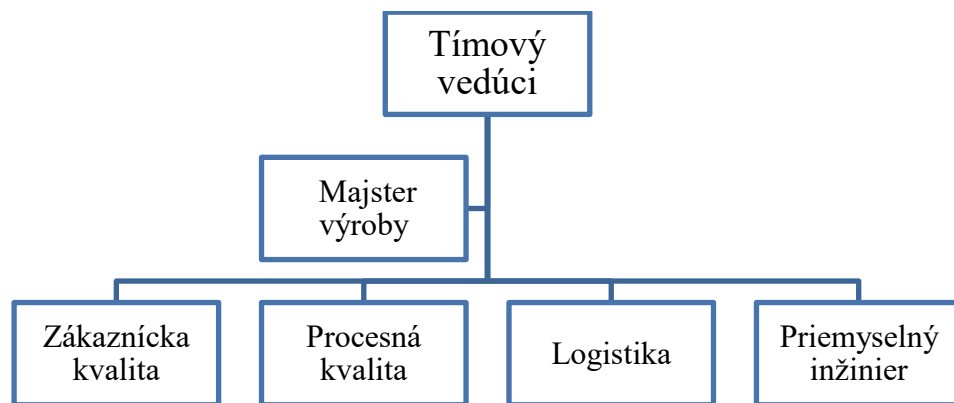 Tímový
vedúci
Majster
výroby
Zákaznícka
kvalita
Procesná
kvalita
Logistika
Priemyselný
inžinier